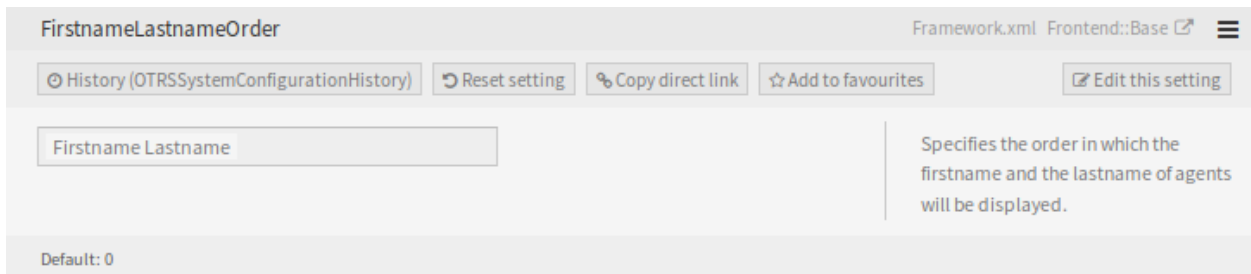 FirstnameLastnameOrder Framework.xml Frontend::Base
History (OTRSSystemConfigurationHistory) Reset setting Copy direct link Add to favourites Edit this setting
Firstname Lastname
Specifies the order in which the
firstname and the lastname of agents
will be displayed.
Default: 0